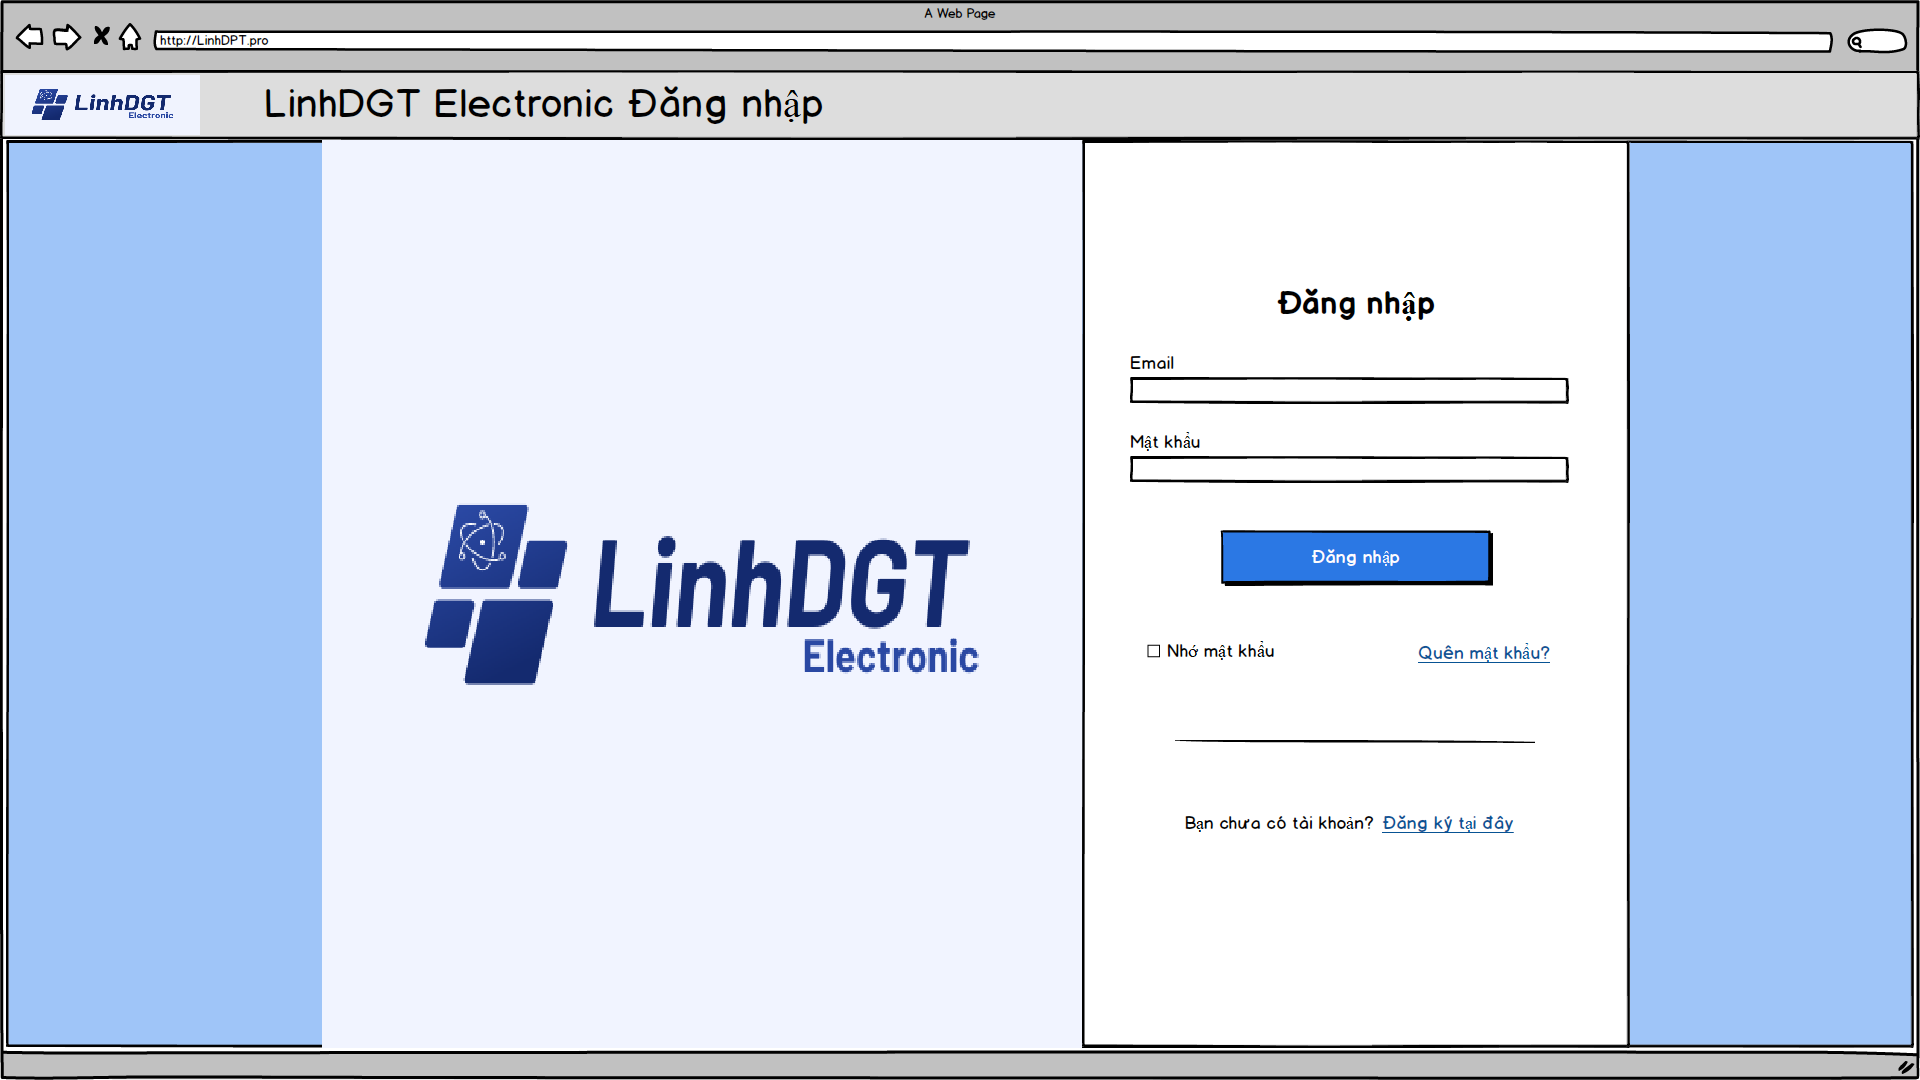 A Web Page
http://LinhDPT.pro
LinhDGT
Electronic
LinhDGT Electronic Đăng nhập
LinhDGT
Electronic
Đăng nhập
Email
Mật khẩu
Đăng nhập
Nhớ mật khẩu
Quên mật khẩu?
Bạn chưa có tài khoản? Đăng ký tại đây